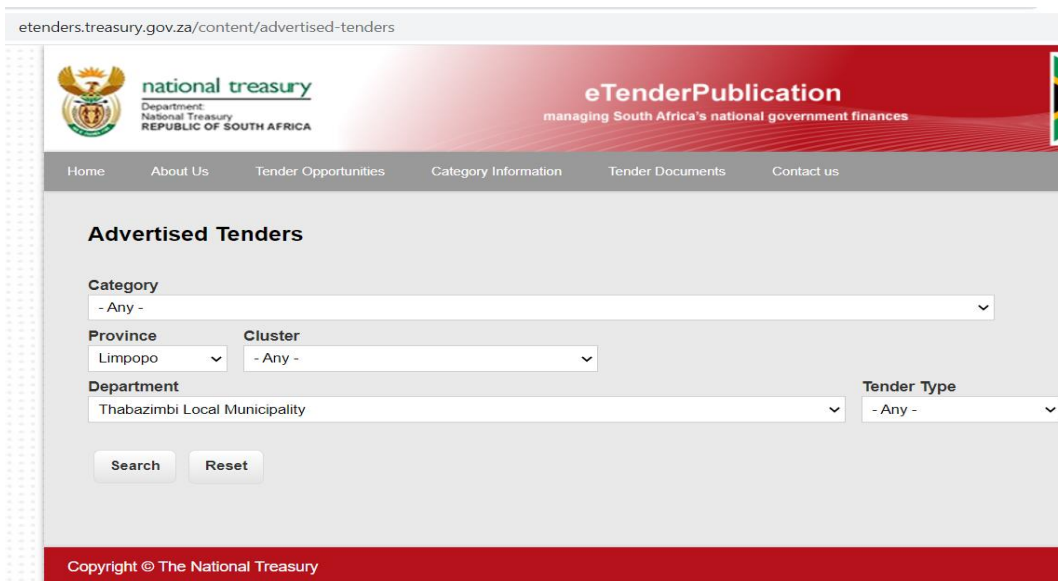 etenders.treasury.gov.za/content/advertised-tenders
national treasury
Department:
National Treasury
REPUBLIC OF SOUTH AFRICA
eTenderPublication
managing South Africa's national government finances
Home About Us Tender Opportunities Category Information Tender Documents Contact us
Advertised Tenders
Category
- Any -
Province Cluster
Limpopo - Any -
Department Tender Type
Thabazimbi Local Municipality - Any -
Search Reset
Copyright © The National Treasury